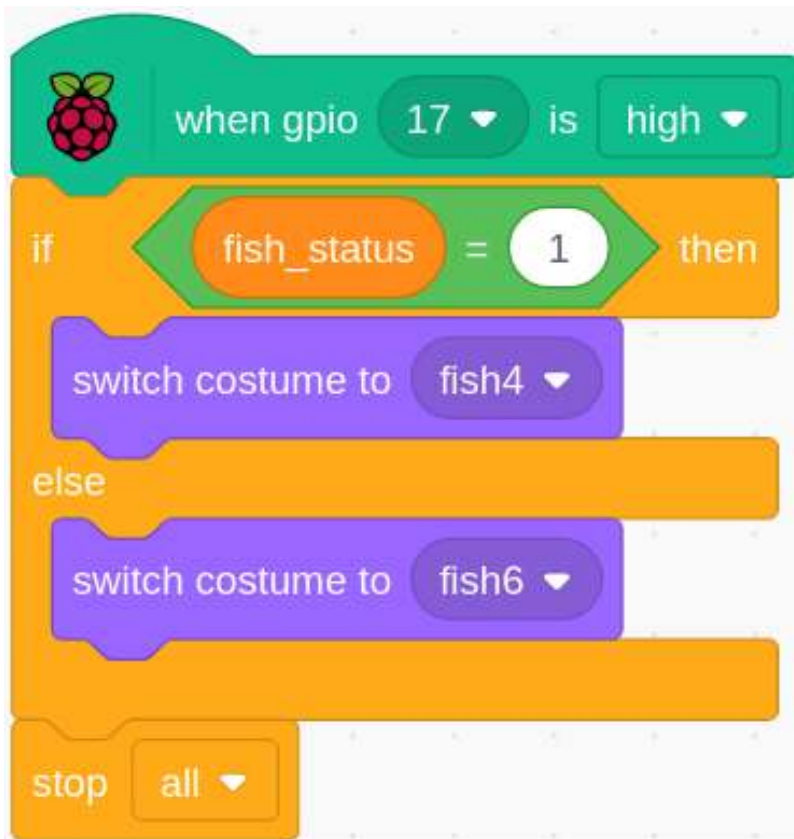 when gpio 17 is high
if fish_status = 1 then
switch costume to fish4
else
switch costume to fish6
stop all